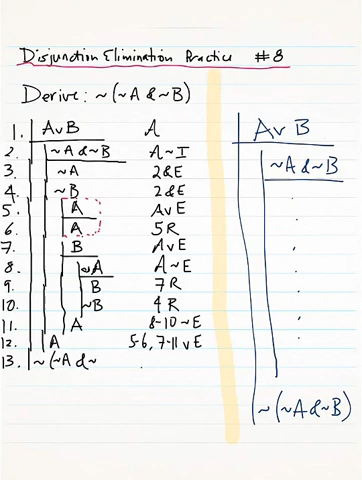 Disjunction Elimination Practice #8
Derive: ~(~A & ~B)
1. A∨B A
2. ~A & ~B A~I
3. ~A 2&E
4. ~B 2&E
5. A A∨E
6. A 5R
7. B A∨E
8. ~A A~E
9. B 7R
10. ~B 4R
11. A 8-10 ~E
12. A 5-6, 7-11 ∨E
13. ~(~A & ~
A∨B
~A & ~B
~(~A & ~B)